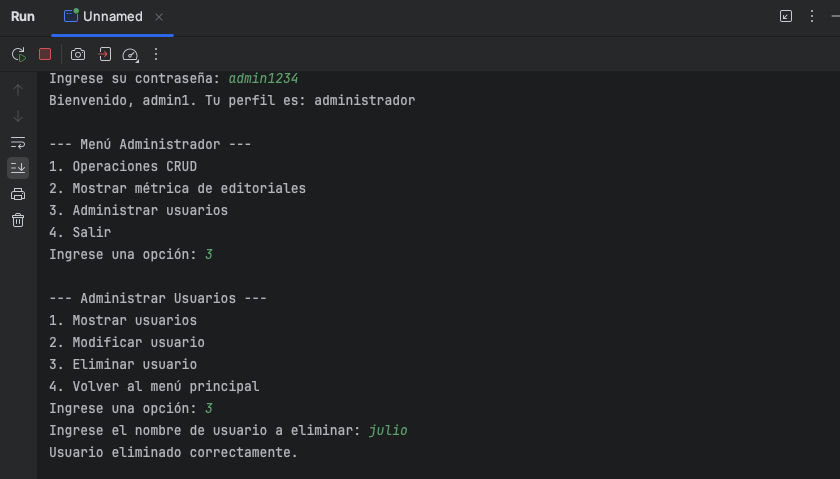 Run Unnamed
Ingrese su contraseña: admin1234
Bienvenido, admin1. Tu perfil es: administrador
--- Menú Administrador ---
1. Operaciones CRUD
2. Mostrar métrica de editoriales
3. Administrar usuarios
4. Salir
Ingrese una opción: 3
--- Administrar Usuarios ---
1. Mostrar usuarios
2. Modificar usuario
3. Eliminar usuario
4. Volver al menú principal
Ingrese una opción: 3
Ingrese el nombre de usuario a eliminar: julio
Usuario eliminado correctamente.